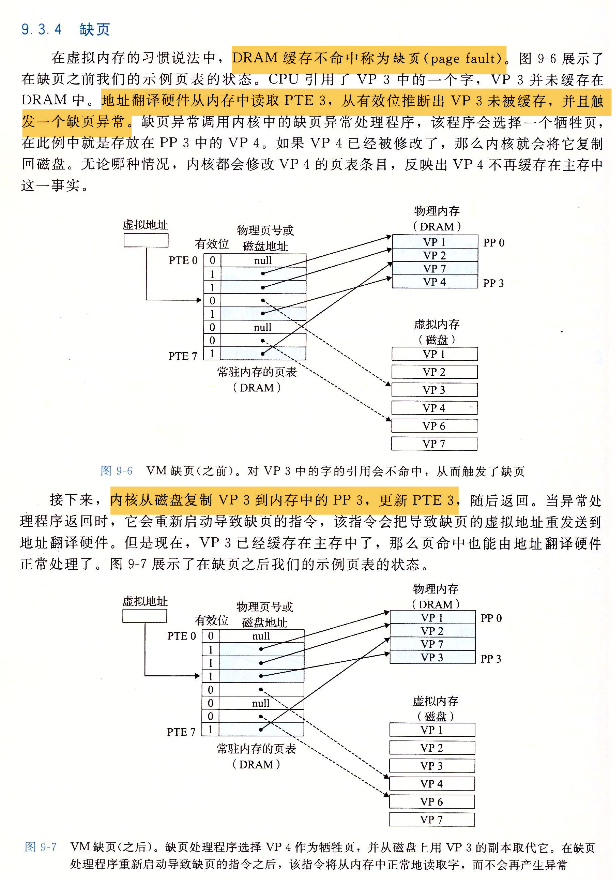 9.3.4 缺页
在虚拟内存的习惯说法中，DRAM 缓存不命中称为缺页(page fault)。图 9-6 展示了
在缺页之前我们的示例页表的状态。CPU 引用了 VP 3 中的一个字，VP 3 并未缓存在
DRAM 中。地址翻译硬件从内存中读取 PTE 3，从有效位推断出 VP 3 未被缓存，并且触
发一个缺页异常。缺页异常调用内核中的缺页异常处理程序，该程序会选择一个牺牲页，
在此例中就是存放在 PP 3 中的 VP 4。如果 VP 4 已经被修改了，那么内核就会将它复制
回磁盘。无论哪种情况，内核都会修改 VP 4 的页表条目，反映出 VP 4 不再缓存在主存中
这一事实。
虚拟地址
有效位
物理页号或
磁盘地址
PTE 0
0 null
1
1
0
1
0 null
0
PTE 7 1
常驻内存的页表
(DRAM)
物理内存
(DRAM)
VP 1 PP 0
VP 2
VP 7
VP 4 PP 3
虚拟内存
(磁盘)
VP 1
VP 2
VP 3
VP 4
VP 6
VP 7
图 9-6 VM 缺页(之前)。对 VP 3 中的字的引用会不命中，从而触发了缺页
接下来，内核从磁盘复制 VP 3 到内存中的 PP 3，更新 PTE 3，随后返回。当异常处
理程序返回时，它会重新启动导致缺页的指令，该指令会把导致缺页的虚拟地址重发送到
地址翻译硬件。但是现在，VP 3 已经缓存在主存中了，那么页命中也能由地址翻译硬件
正常处理了。图 9-7 展示了在缺页之后我们的示例页表的状态。
虚拟地址
有效位
物理页号或
磁盘地址
PTE 0
0 null
1
1
1
0
0 null
0
PTE 7 1
常驻内存的页表
(DRAM)
物理内存
(DRAM)
VP 1 PP 0
VP 2
VP 7
VP 3 PP 3
虚拟内存
(磁盘)
VP 1
VP 2
VP 3
VP 4
VP 6
VP 7
图 9-7 VM 缺页(之后)。缺页处理程序选择 VP 4 作为牺牲页，并从磁盘上用 VP 3 的副本取代它。在缺页
处理程序重新启动导致缺页的指令之后，该指令将从内存中正常地读取字，而不会再产生异常